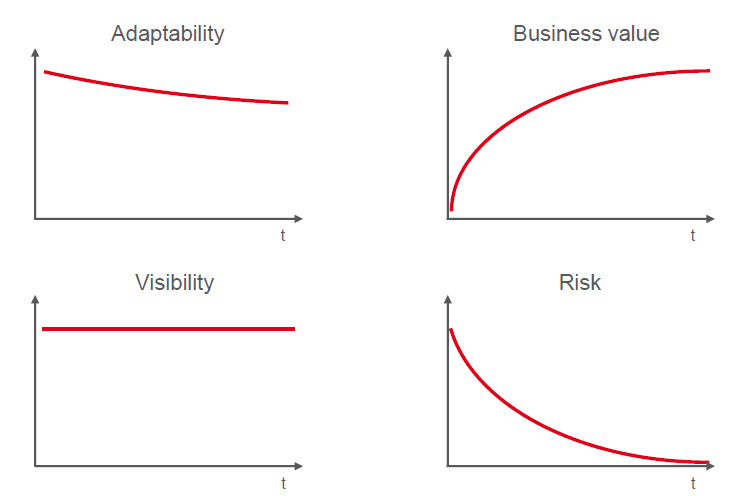 Adaptability
Business value
t
t
Visibility
Risk
t
t